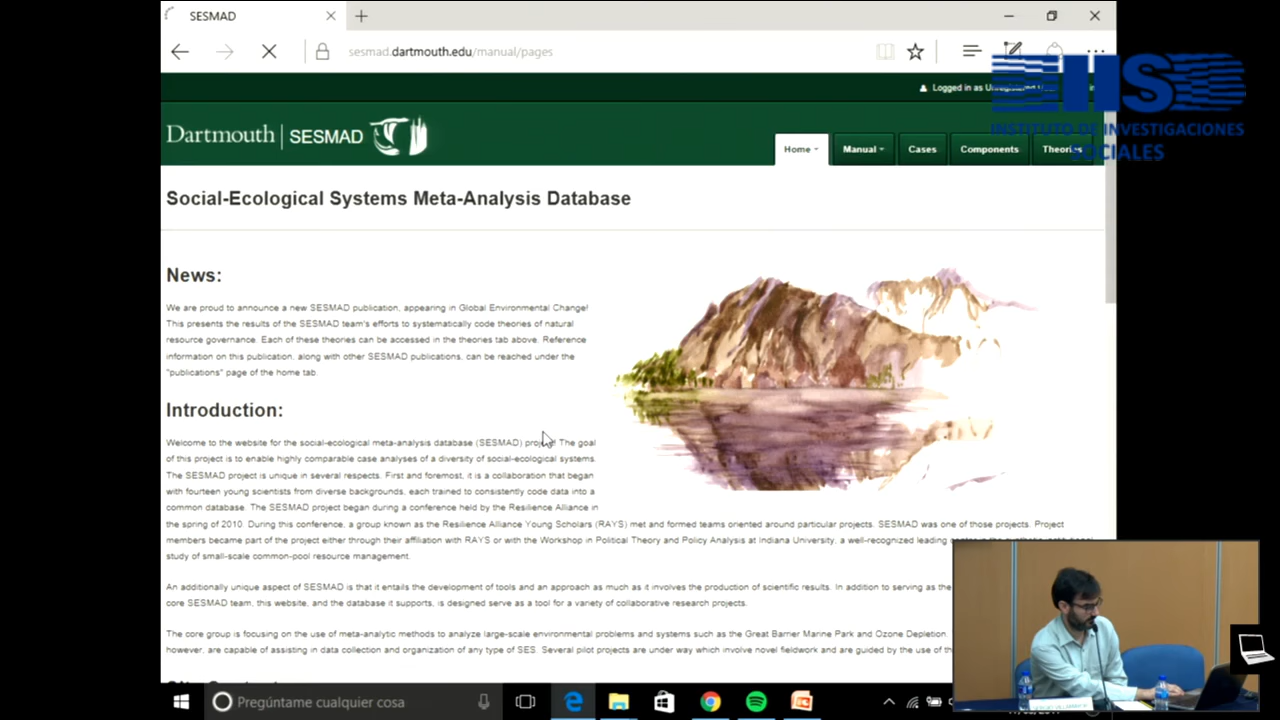 SESMAD
sesmad.dartmouth.edu/manual/pages
Logged in as Unregistered
IIS
INSTITUTO DE INVESTIGACIONES
SOCIALES
Dartmouth | SESMAD
Home
Manual
Cases
Components
Theories
Social-Ecological Systems Meta-Analysis Database
News:
We are proud to announce a new SESMAD publication, appearing in Global Environmental Change!
This presents the results of the SESMAD team's efforts to systematically code theories of natural
resource governance. Each of these theories can be accessed in the theories tab above. Reference
information on this publication, along with other SESMAD publications, can be reached under the
"publications" page of the home tab.
Introduction:
Welcome to the website for the social-ecological meta-analysis database (SESMAD) project! The goal
of this project is to enable highly comparable case analyses of a diversity of social-ecological systems.
The SESMAD project is unique in several respects. First and foremost, it is a collaboration that began
with fourteen young scientists from diverse backgrounds, each trained to consistently code data into a
common database. The SESMAD project began during a conference held by the Resilience Alliance in
the spring of 2010. During this conference, a group known as the Resilience Alliance Young Scholars (RAYS) met and formed teams oriented around particular projects. SESMAD was one of those projects. Project
members became part of the project either through their affiliation with RAYS or with the Workshop in Political Theory and Policy Analysis at Indiana University, a well-recognized leading
study of small-scale common-pool resource management.
An additionally unique aspect of SESMAD is that it entails the development of tools and an approach as much as it involves the production of scientific results. In addition to serving as the
core SESMAD team, this website, and the database it supports, is designed serve as a tool for a variety of collaborative research projects.
The core group is focusing on the use of meta-analytic methods to analyze large-scale environmental problems and systems such as the Great Barrier Marine Park and Ozone Depletion.
however, are capable of assisting in data collection and organization of any type of SES. Several pilot projects are under way which involve novel fieldwork and are guided by the use of the
Pregúntame cualquier cosa